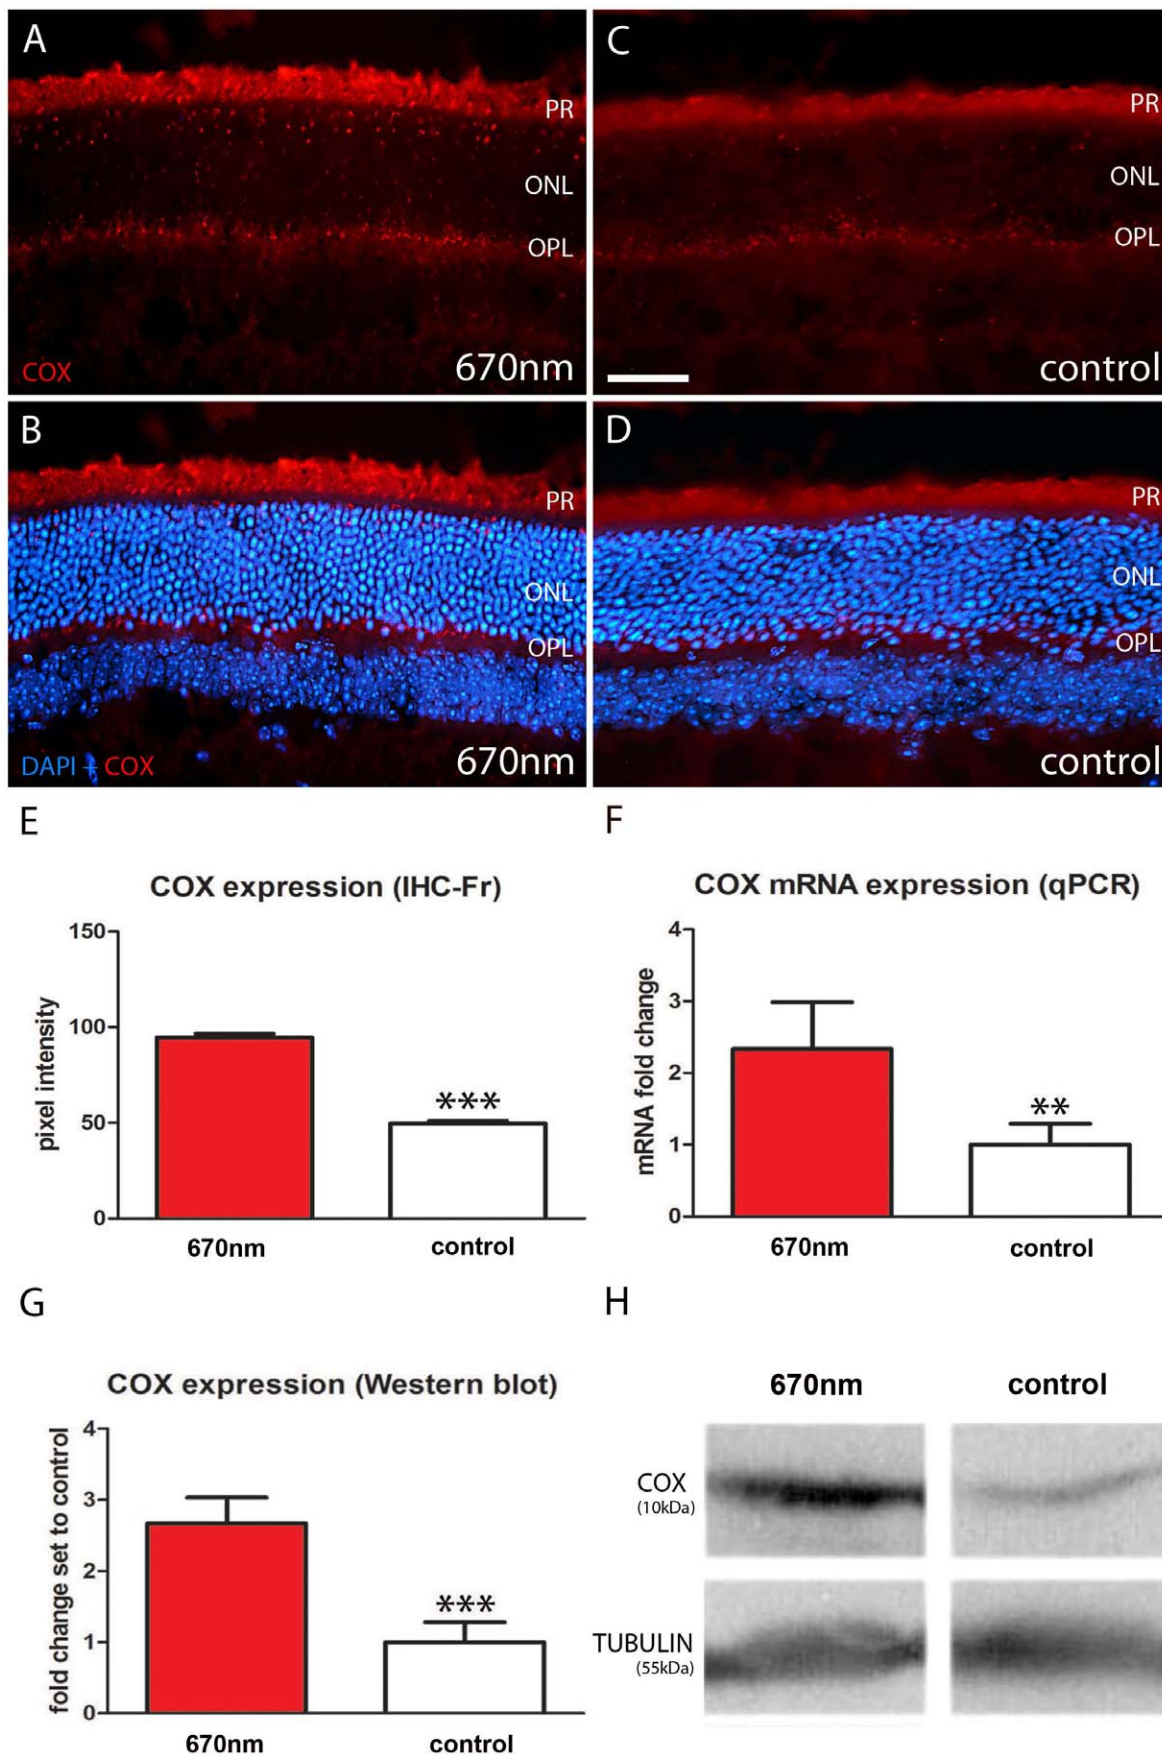 A
PR
ONL
OPL
COX
670nm
C
PR
ONL
OPL
control
B
PR
ONL
OPL
DAPI + COX
670nm
D
PR
ONL
OPL
control
E
COX expression (IHC-Fr)
150
100
50
0
pixel intensity
***
670nm
control
F
COX mRNA expression (qPCR)
4
3
2
1
0
mRNA fold change
**
670nm
control
G
COX expression (Western blot)
4
3
2
1
0
fold change set to control
***
670nm
control
H
670nm
control
COX
(10kDa)
TUBULIN
(55kDa)